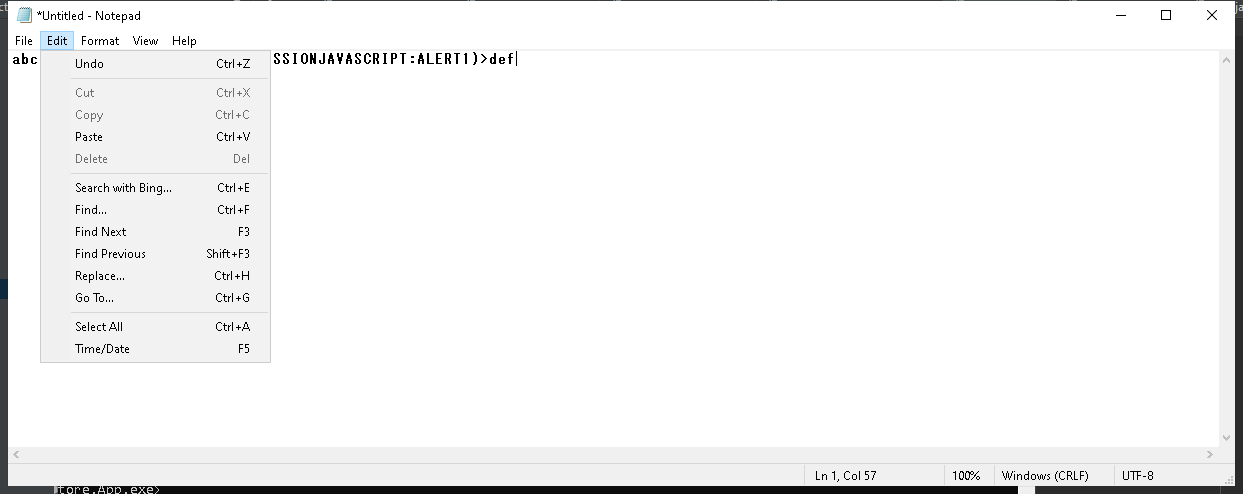 *Untitled - Notepad
File Edit Format View Help
abc SSIONJAVASCRIPT:ALERT1)>def
Undo Ctrl+Z
Cut Ctrl+X
Copy Ctrl+C
Paste Ctrl+V
Delete Del
Search with Bing... Ctrl+E
Find... Ctrl+F
Find Next F3
Find Previous Shift+F3
Replace... Ctrl+H
Go To... Ctrl+G
Select All Ctrl+A
Time/Date F5
Ln 1, Col 57 100% Windows (CRLF) UTF-8
tore.App.exe>